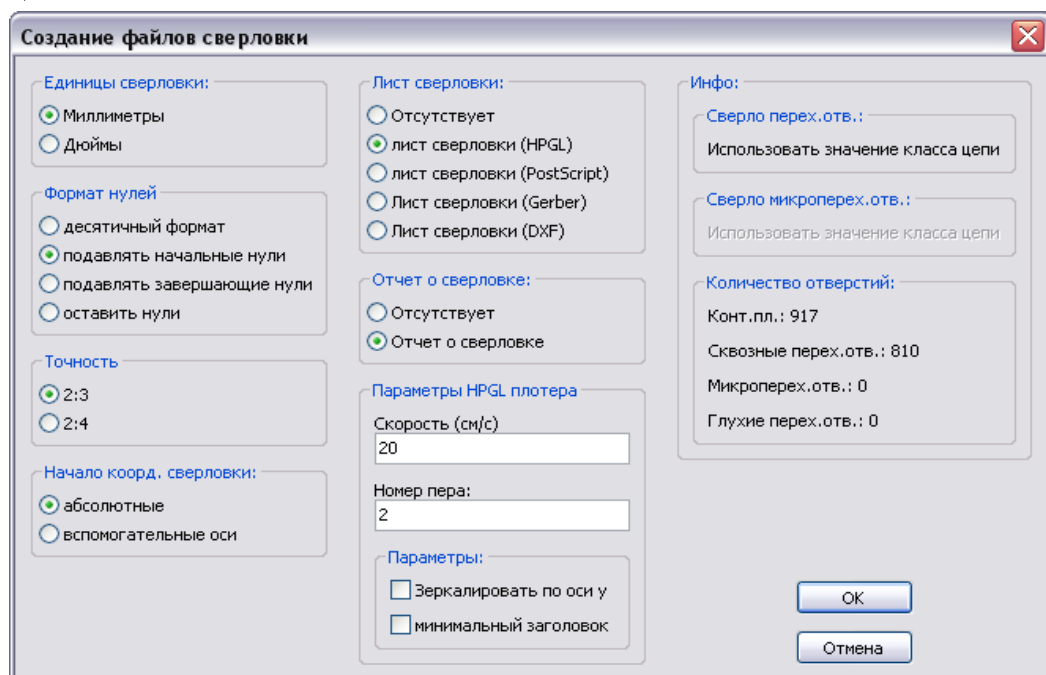 Создание файлов сверловки
Единицы сверловки:
Миллиметры
Дюймы
Формат нулей
десятичный формат
подавлять начальные нули
подавлять завершающие нули
оставить нули
Точность
2:3
2:4
Начало коорд. сверловки:
абсолютные
вспомогательные оси
Лист сверловки:
Отсутствует
лист сверловки (HPGL)
лист сверловки (PostScript)
Лист сверловки (Gerber)
Лист сверловки (DXF)
Отчет о сверловке:
Отсутствует
Отчет о сверловке
Параметры HPGL плотера
Скорость (см/с)
20
Номер пера:
2
Параметры:
Зеркалировать по оси y
минимальный заголовок
Инфо:
Сверло перех.отв.:
Использовать значение класса цепи
Сверло микроперех.отв.:
Использовать значение класса цепи
Количество отверстий:
Конт.пл.: 917
Сквозные перех.отв.: 810
Микроперех.отв.: 0
Глухие перех.отв.: 0
OK
Отмена